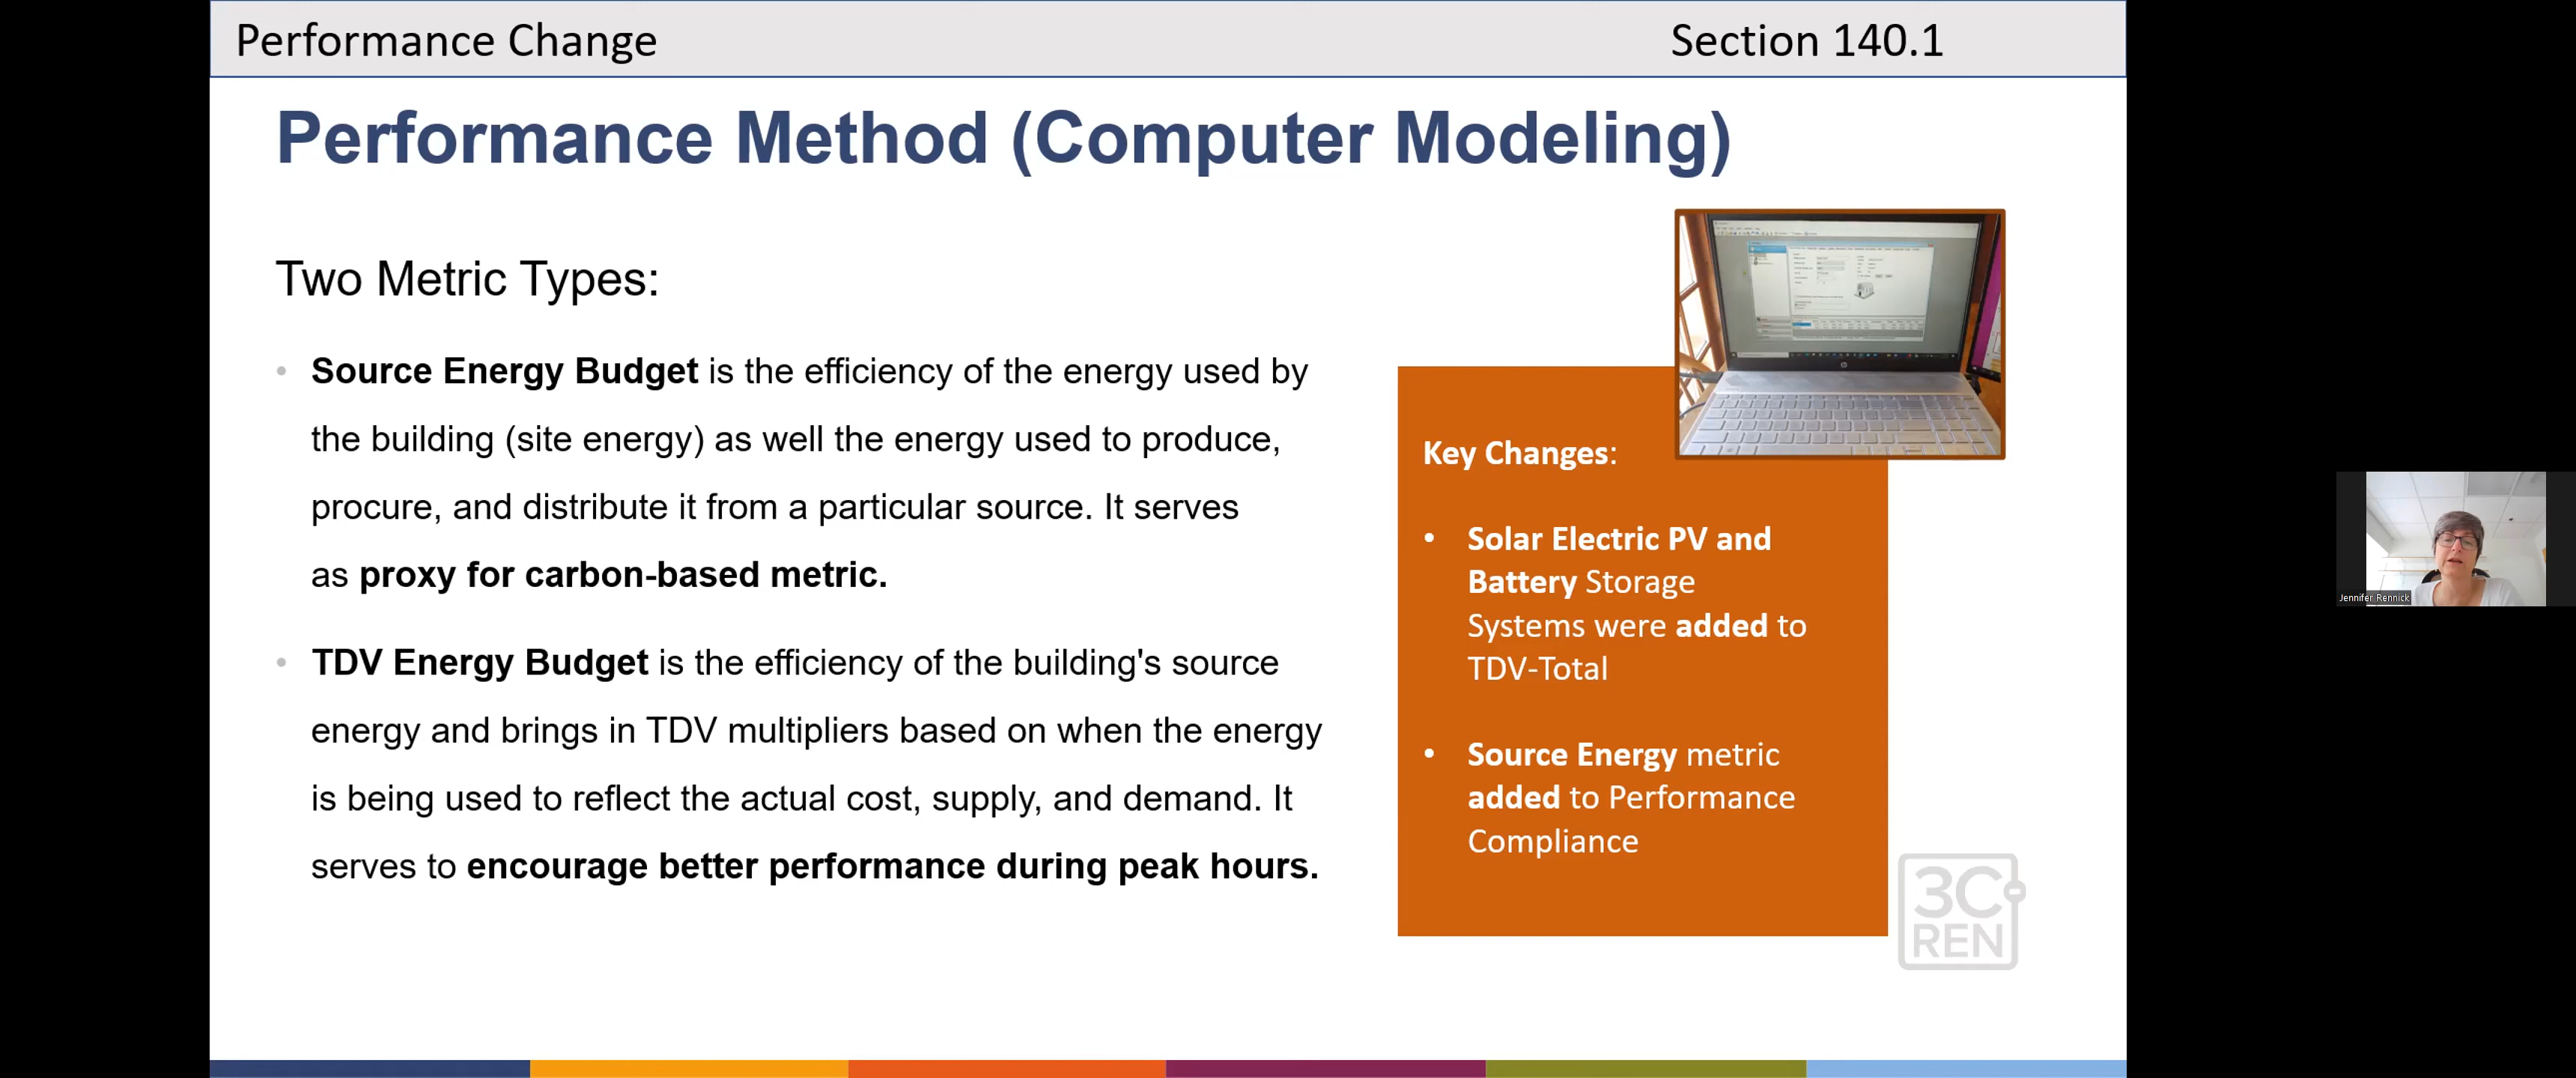 Performance Change
Section 140.1
Performance Method (Computer Modeling)
Two Metric Types:
• Source Energy Budget is the efficiency of the energy used by
the building (site energy) as well the energy used to produce,
procure, and distribute it from a particular source. It serves
as proxy for carbon-based metric.
• TDV Energy Budget is the efficiency of the building's source
energy and brings in TDV multipliers based on when the energy
is being used to reflect the actual cost, supply, and demand. It
serves to encourage better performance during peak hours.
Key Changes:
• Solar Electric PV and
Battery Storage
Systems were added to
TDV-Total
• Source Energy metric
added to Performance
Compliance
3C
REN
Jennifer Rennick